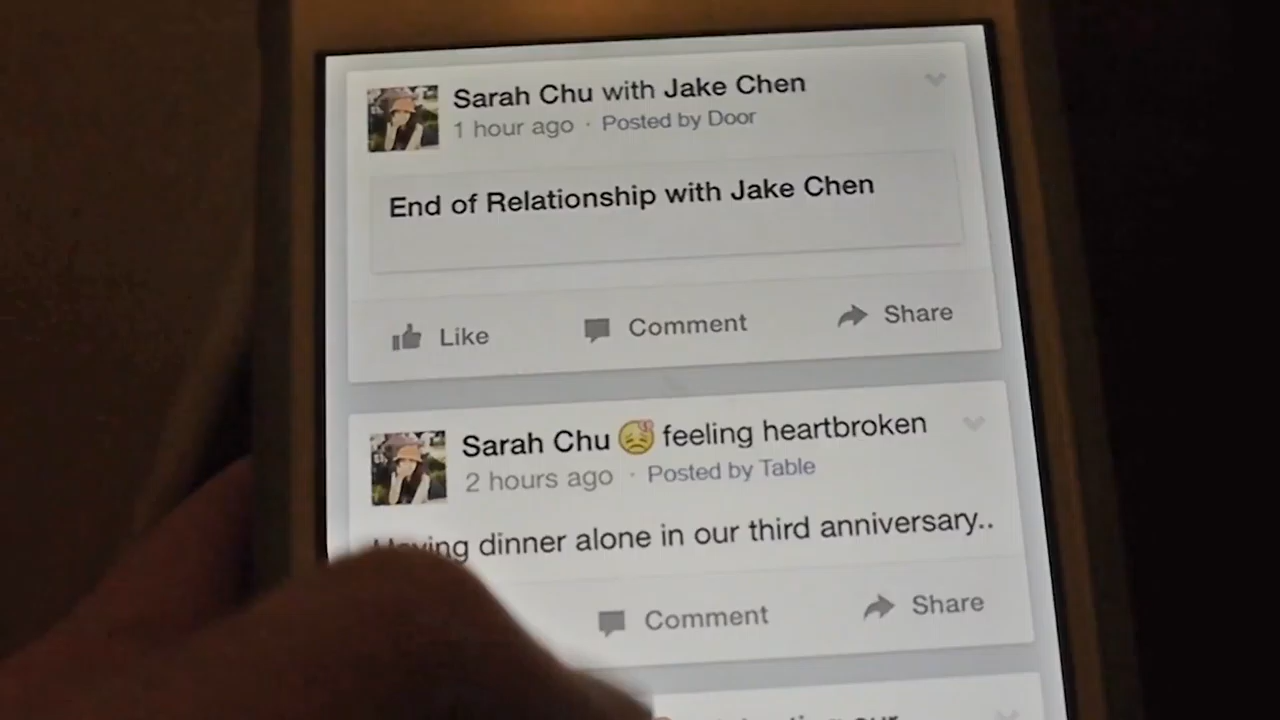 Sarah Chu with Jake Chen
1 hour ago · Posted by Door
End of Relationship with Jake Chen
Like
Comment
Share
Sarah Chu feeling heartbroken
2 hours ago · Posted by Table
Having dinner alone in our third anniversary..
Comment
Share